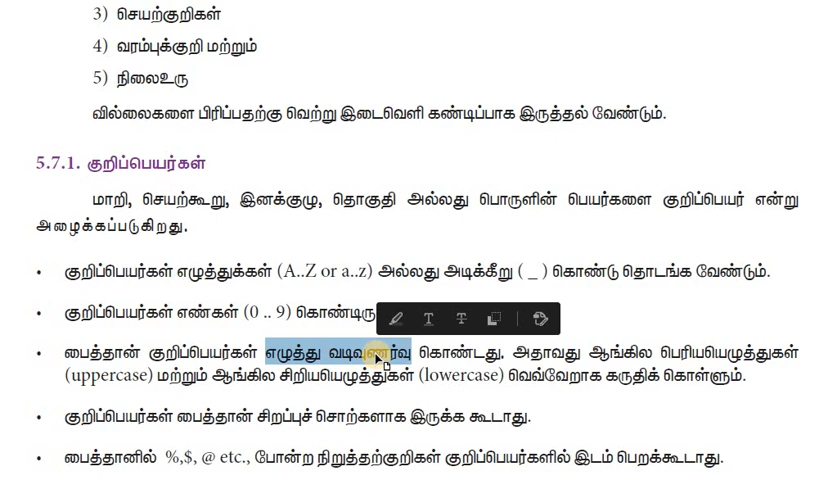 3) செயற்குறிகள்
4) வரம்புக்குறி மற்றும்
5) நிலைஉரு
வில்லைகளை பிரிப்பதற்கு வெற்று இடைவெளி கண்டிப்பாக இருத்தல் வேண்டும்.
5.7.1. குறிப்பெயர்கள்
மாறி, செயற்கூறு, இனக்குழு, தொகுதி அல்லது பொருளின் பெயர்களை குறிப்பெயர் என்று
அழைக்கப்படுகிறது.
• குறிப்பெயர்கள் எழுத்துக்கள் (A..Z or a..z) அல்லது அடிக்கீறு ( _ ) கொண்டு தொடங்க வேண்டும்.
• குறிப்பெயர்கள் எண்கள் (0 .. 9)
• பைத்தான் குறிப்பெயர்கள் எழுத்து வடிவுணர்வு கொண்டது, அதாவது ஆங்கில பெரியயெழுத்துகள்
(uppercase) மற்றும் ஆங்கில சிறியயெழுத்துகள் (lowercase) வெவ்வேறாக கருதிக் கொள்ளும்.
• குறிப்பெயர்கள் பைத்தான் சிறப்புச் சொற்களாக இருக்க கூடாது.
• பைத்தானில் %,$, @ etc., போன்ற நிறுத்தற்குறிகள் குறிப்பெயர்களில் இடம் பெறக்கூடாது.